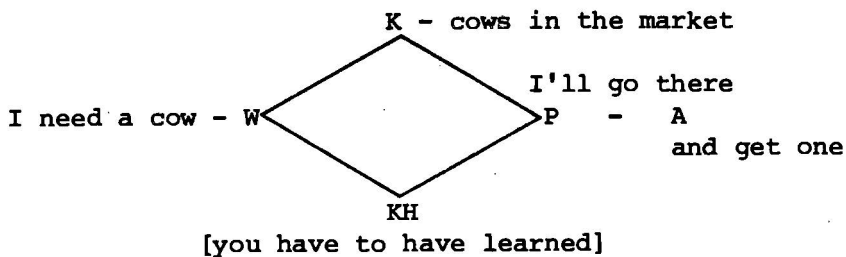 K - cows in the market
I'll go there
I need a cow - W
P - A
and get one
KH
[you have to have learned]